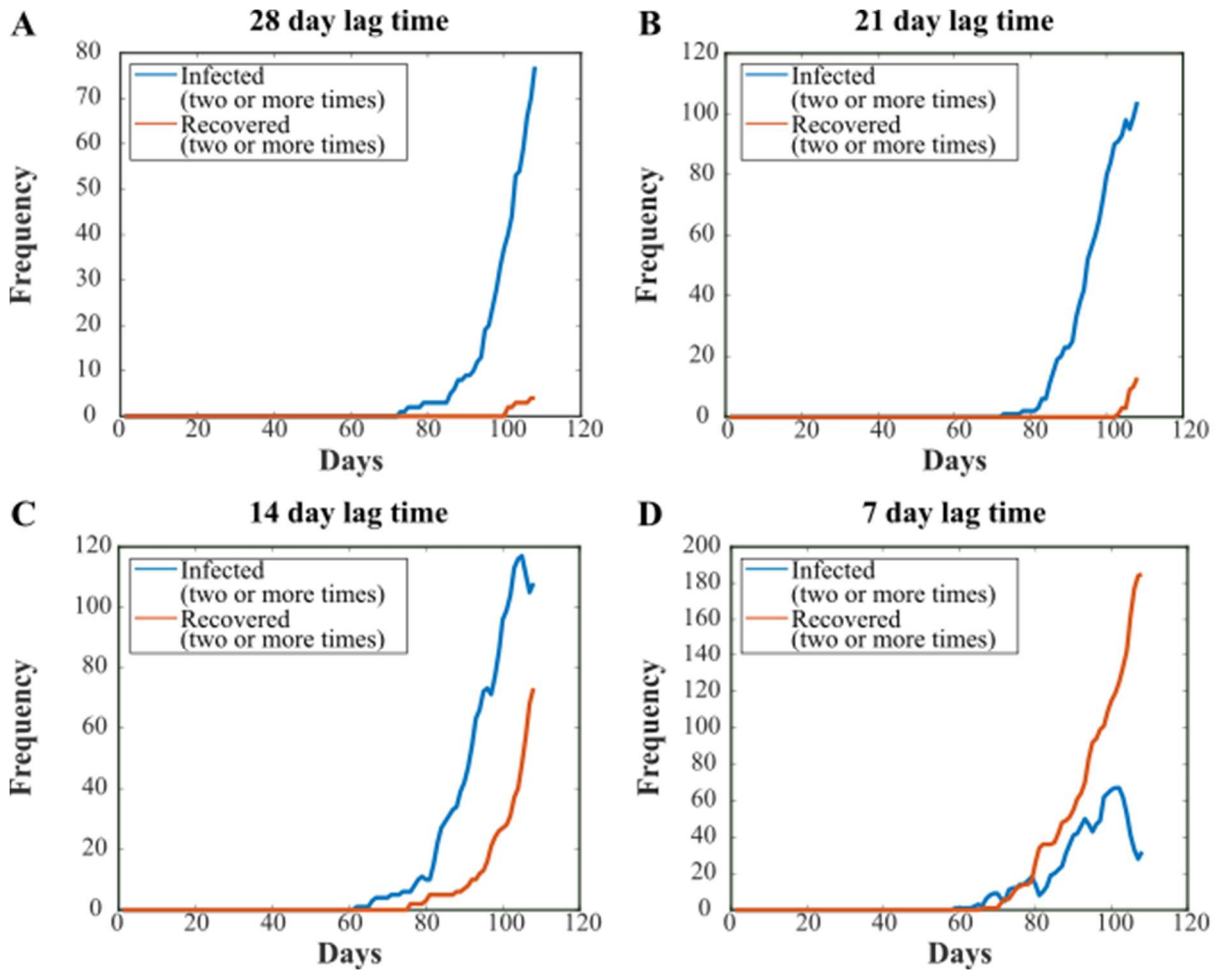 A
28 day lag time
80
70
60
50
40
30
20
10
0
Frequency
Infected
(two or more times)
Recovered
(two or more times)
0 20 40 60 80 100 120
Days
B
21 day lag time
120
100
80
60
40
20
0
Frequency
Infected
(two or more times)
Recovered
(two or more times)
0 20 40 60 80 100 120
Days
C
14 day lag time
120
100
80
60
40
20
0
Frequency
Infected
(two or more times)
Recovered
(two or more times)
0 20 40 60 80 100 120
Days
D
7 day lag time
200
180
160
140
120
100
80
60
40
20
0
Frequency
Infected
(two or more times)
Recovered
(two or more times)
0 20 40 60 80 100 120
Days